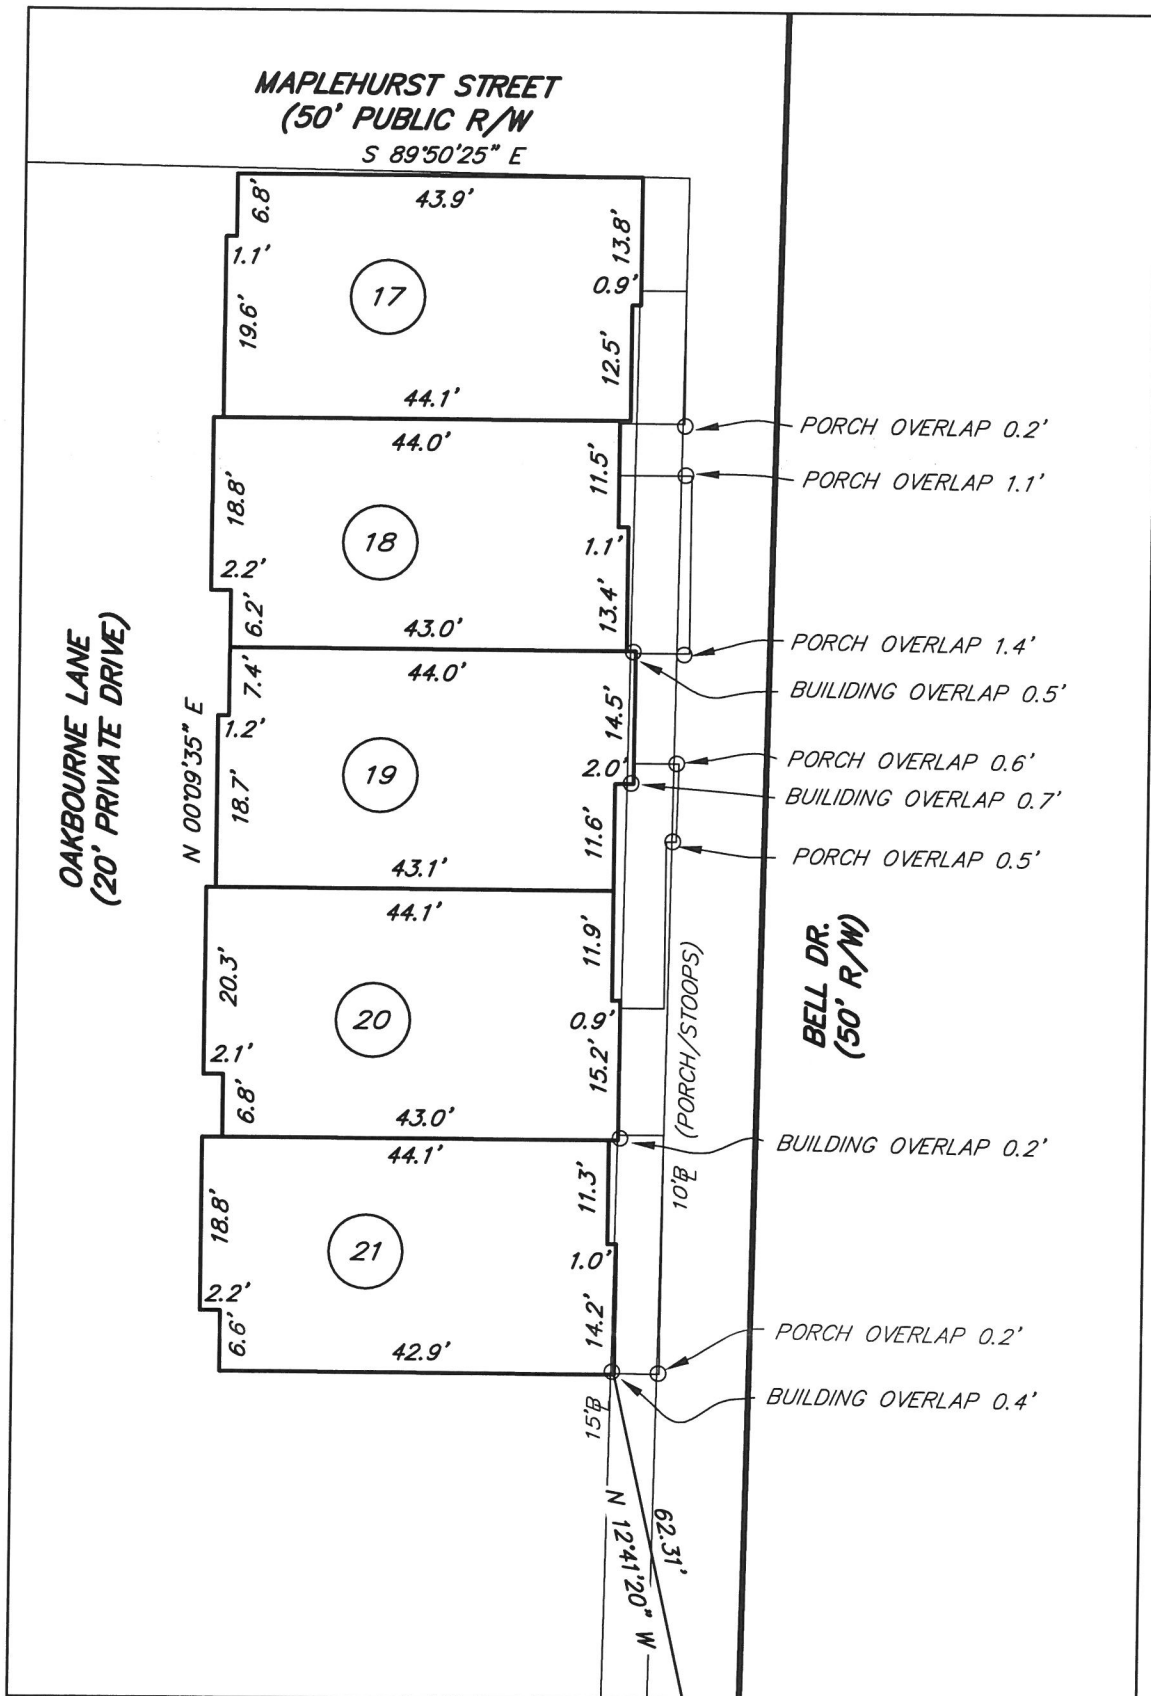 MAPLEHURST STREET
(50' PUBLIC R/W
S 89°50'25" E
43.9'
6.8'
13.8'
1.1'
0.9'
17
19.6'
12.5'
44.1'
PORCH OVERLAP 0.2'
44.0'
11.5'
PORCH OVERLAP 1.1'
18.8'
18
1.1'
2.2'
6.2'
13.4'
43.0'
PORCH OVERLAP 1.4'
OAKBOURNE LANE
(20' PRIVATE DRIVE)
N 00°09'35" E
44.0'
7.4'
14.5'
BUILIDING OVERLAP 0.5'
1.2'
19
2.0'
PORCH OVERLAP 0.6'
BUILIDING OVERLAP 0.7'
18.7'
11.6'
43.1'
PORCH OVERLAP 0.5'
44.1'
11.9'
BELL DR.
(50' R/W)
20.3'
20
0.9'
2.1'
15.2'
(PORCH/STOOPS)
6.8'
43.0'
BUILDING OVERLAP 0.2'
44.1'
11.3'
10'BL
18.8'
21
1.0'
2.2'
14.2'
6.6'
42.9'
PORCH OVERLAP 0.2'
BUILDING OVERLAP 0.4'
15'BL
62.31'
N 12°41'20" W